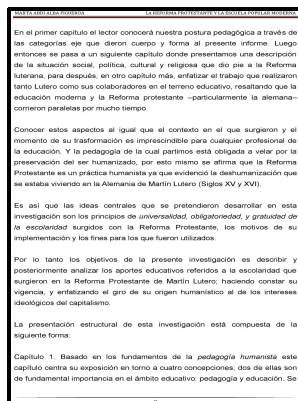 MARTA ABDI ALBA FIGUEROA LA REFORMA PROTESTANTE Y LA ESCUELA POPULAR MODERNA
En el primer capítulo el lector conocerá nuestra postura pedagógica a través de
las categorías eje que dieron cuerpo y forma al presente informe. Luego
entonces se pasa a un siguiente capítulo donde presentamos una descripción
de la situación social, política, cultural y religiosa que dio pie a la Reforma
luterana, para después, en otro capítulo más, enfatizar el trabajo que realizaron
tanto Lutero como sus colaboradores en el terreno educativo, resaltando que la
educación moderna y la Reforma protestante –particularmente la alemana–
corrieron paralelas por mucho tiempo.
Conocer estos aspectos al igual que el contexto en el que surgieron y el
momento de su trasformación es imprescindible para cualquier profesional de
la educación. Y la pedagogía de la cual partimos está obligada a velar por la
preservación del ser humanizado, por esto mismo se afirma que la Reforma
Protestante es un práctica humanista ya que evidenció la deshumanización que
se estaba viviendo en la Alemania de Martín Lutero (Siglos XV y XVI).
Es así que las ideas centrales que se pretendieron desarrollar en esta
investigación son los principios de universalidad, obligatoriedad, y gratuidad de
la escolaridad surgidos con la Reforma Protestante, los motivos de su
implementación y los fines para los que fueron utilizados.
Por lo tanto los objetivos de la presente investigación es describir y
posteriormente analizar los aportes educativos referidos a la escolaridad que
surgieron en la Reforma Protestante de Martín Lutero; haciendo constar su
vigencia, y enfatizando el giro de su origen humanístico al de los intereses
ideológicos del capitalismo.
La presentación estructural de esta investigación está compuesta de la
siguiente forma:
Capítulo 1. Basado en los fundamentos de la pedagogía humanista este
capítulo centra su exposición en torno a cuatro concepciones; dos de ellas son
de fundamental importancia en el ámbito educativo: pedagogía y educación. Se